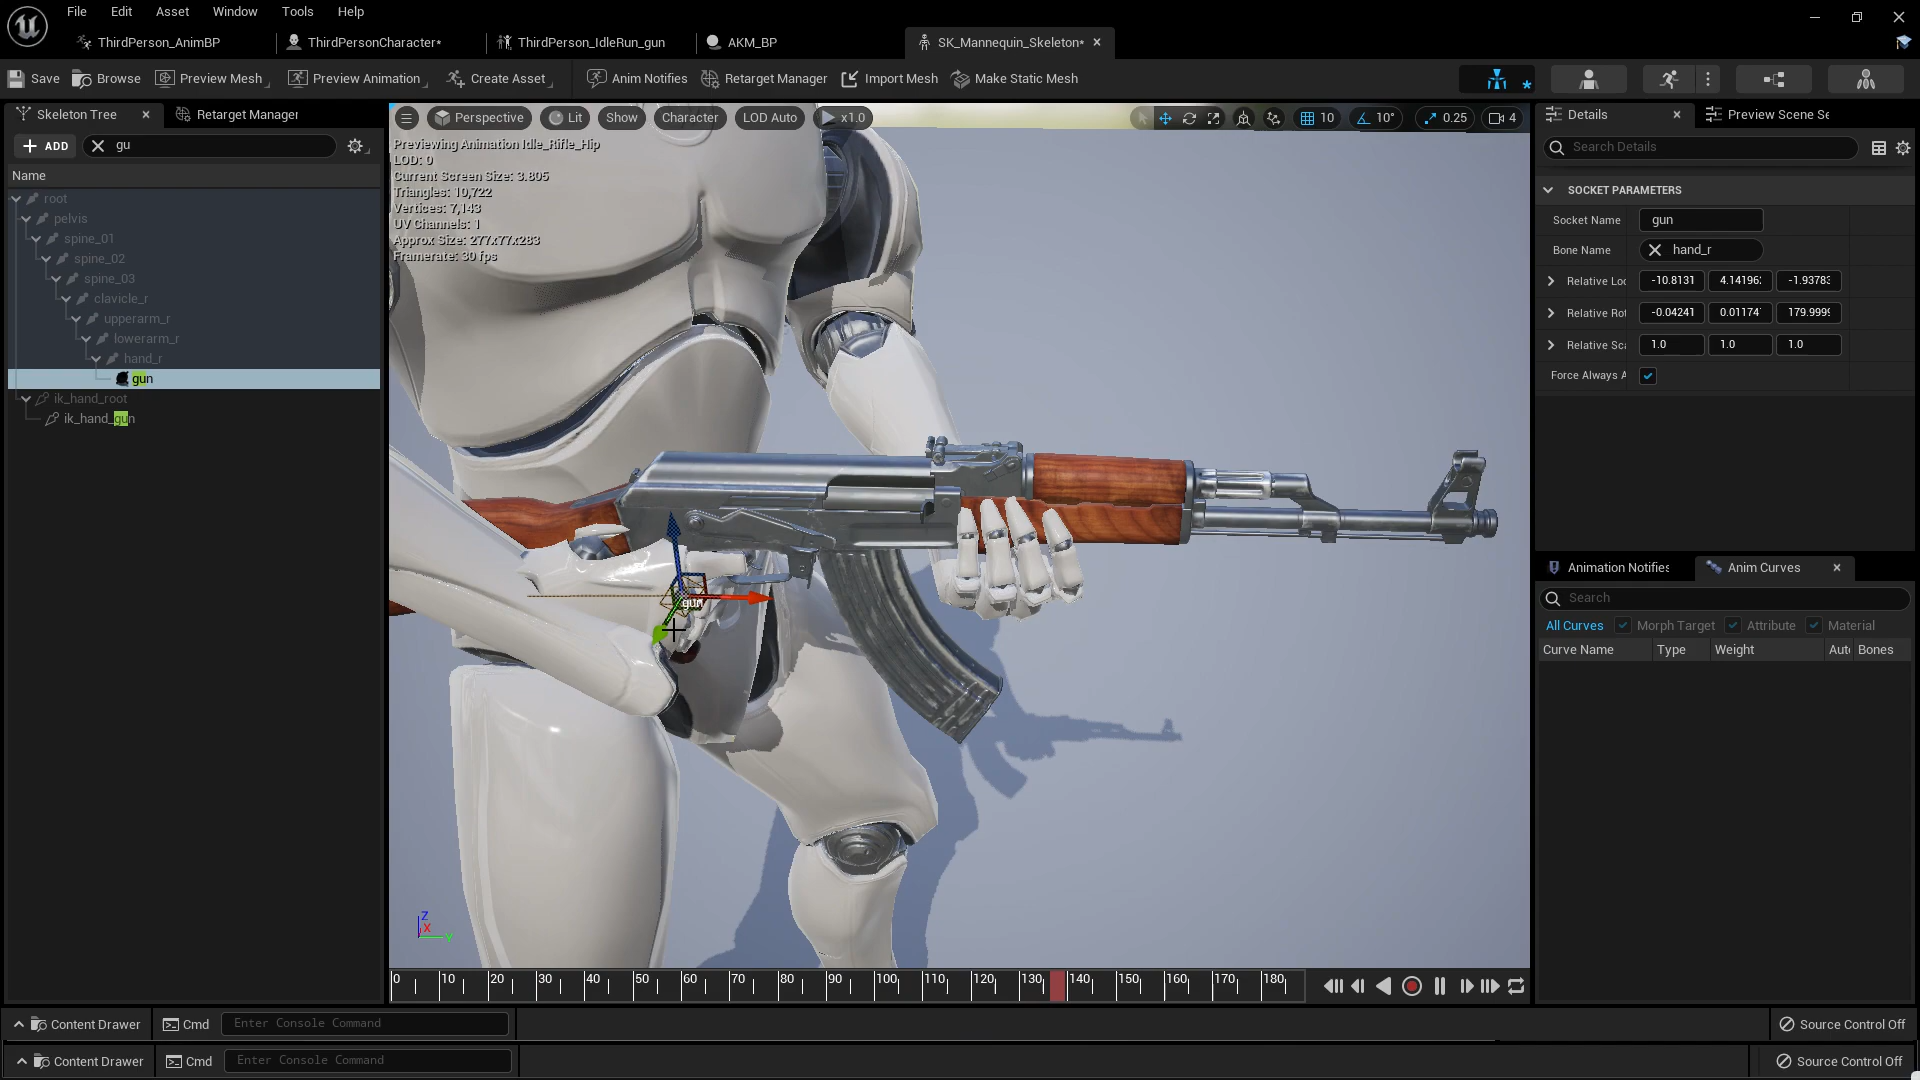 File Edit Asset Window Tools Help
ThirdPerson_AnimBP ThirdPersonCharacter* ThirdPerson_IdleRun_gun AKM_BP SK_Mannequin_Skeleton*
Save Browse Preview Mesh Preview Animation Create Asset Anim Notifies Retarget Manager Import Mesh Make Static Mesh
Skeleton Tree Retarget Manager
ADD gu
Name
root
pelvis
spine_01
spine_02
spine_03
clavicle_r
upperarm_r
lowerarm_r
hand_r
gun
ik_hand_root
ik_hand_gun
Perspective Lit Show Character LOD Auto x1.0 10 10° 0.25 4
Previewing Animation Idle_Rifle_Hip
LOD: 0
Current Screen Size: 3.805
Triangles: 10,722
Vertices: 7,143
UV Channels: 1
Approx Size: 277x77x283
Framerate: 30 fps
gun
Z
X
Y
0 10 20 30 40 50 60 70 80 90 100 110 120 130 140 150 160 170 180
Details Preview Scene Se
Search Details
SOCKET PARAMETERS
Socket Name gun
Bone Name hand_r
Relative Loc -10.8131 4.14196 -1.93783
Relative Rot -0.04241 0.01174 179.999
Relative Sca 1.0 1.0 1.0
Force Always A
Animation Notifies Anim Curves
Search
All Curves Morph Target Attribute Material
Curve Name Type Weight Aut Bones
Content Drawer Cmd Enter Console Command Source Control Off
Content Drawer Cmd Enter Console Command Source Control Off